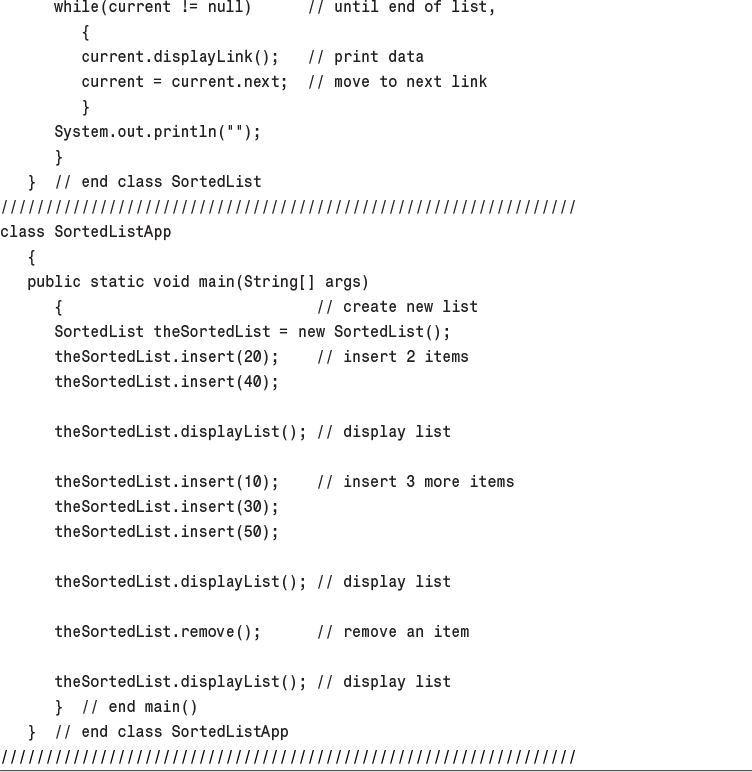 while(current != null)      // until end of list,
         {
         current.displayLink();   // print data
         current = current.next;  // move to next link
         }
      System.out.println("");
      }
   }  // end class SortedList
////////////////////////////////////////////////////////////////
class SortedListApp
   {
   public static void main(String[] args)
      {                            // create new list
      SortedList theSortedList = new SortedList();
      theSortedList.insert(20);    // insert 2 items
      theSortedList.insert(40);
      theSortedList.displayList(); // display list
      theSortedList.insert(10);    // insert 3 more items
      theSortedList.insert(30);
      theSortedList.insert(50);
      theSortedList.displayList(); // display list
      theSortedList.remove();      // remove an item
      theSortedList.displayList(); // display list
      }  // end main()
   }  // end class SortedListApp
////////////////////////////////////////////////////////////////